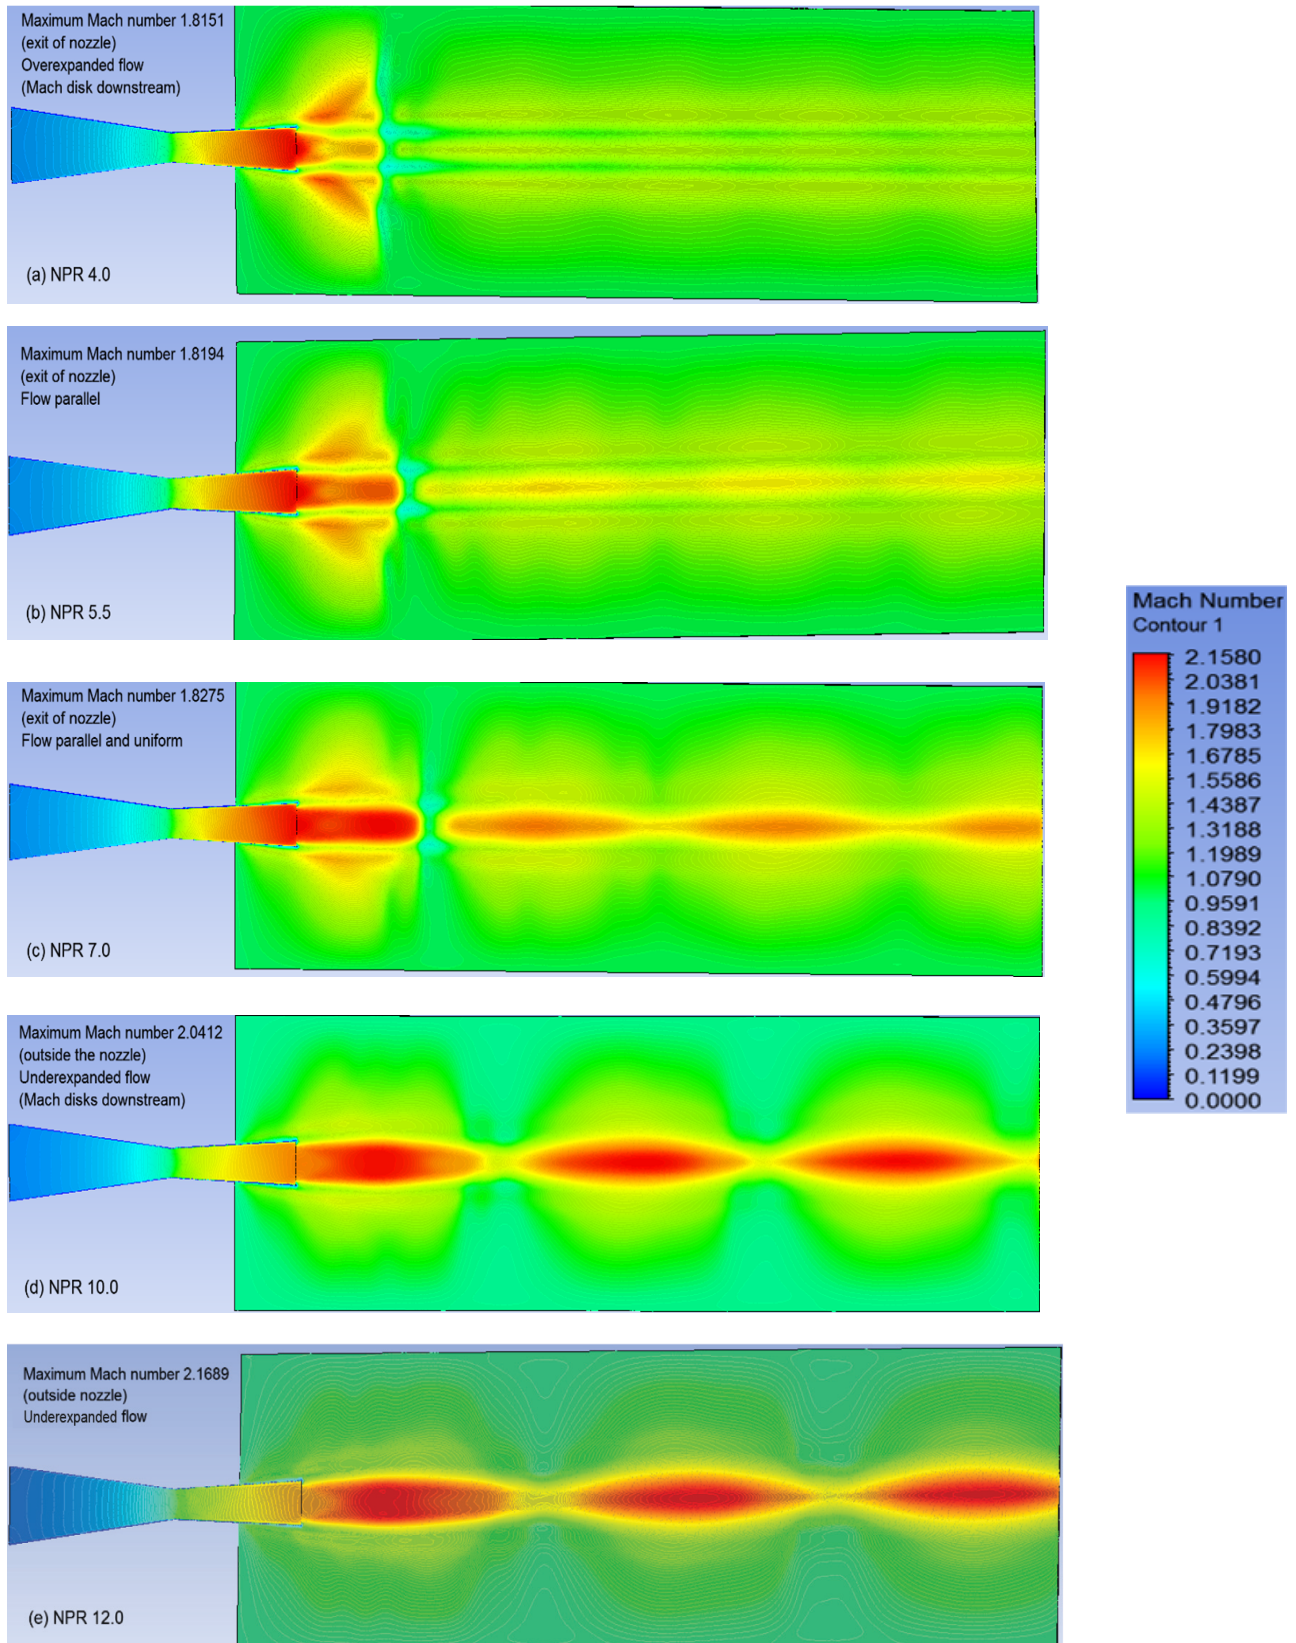 Maximum Mach number 1.8151
(exit of nozzle)
Overexpanded flow
(Mach disk downstream)
(a) NPR 4.0
Maximum Mach number 1.8194
(exit of nozzle)
Flow parallel
(b) NPR 5.5
Maximum Mach number 1.8275
(exit of nozzle)
Flow parallel and uniform
(c) NPR 7.0
Maximum Mach number 2.0412
(outside the nozzle)
Underexpanded flow
(Mach disks downstream)
(d) NPR 10.0
Maximum Mach number 2.1689
(outside nozzle)
Underexpanded flow
(e) NPR 12.0
Mach Number
Contour 1
2.1580
2.0381
1.9182
1.7983
1.6785
1.5586
1.4387
1.3188
1.1989
1.0790
0.9591
0.8392
0.7193
0.5994
0.4796
0.3597
0.2398
0.1199
0.0000